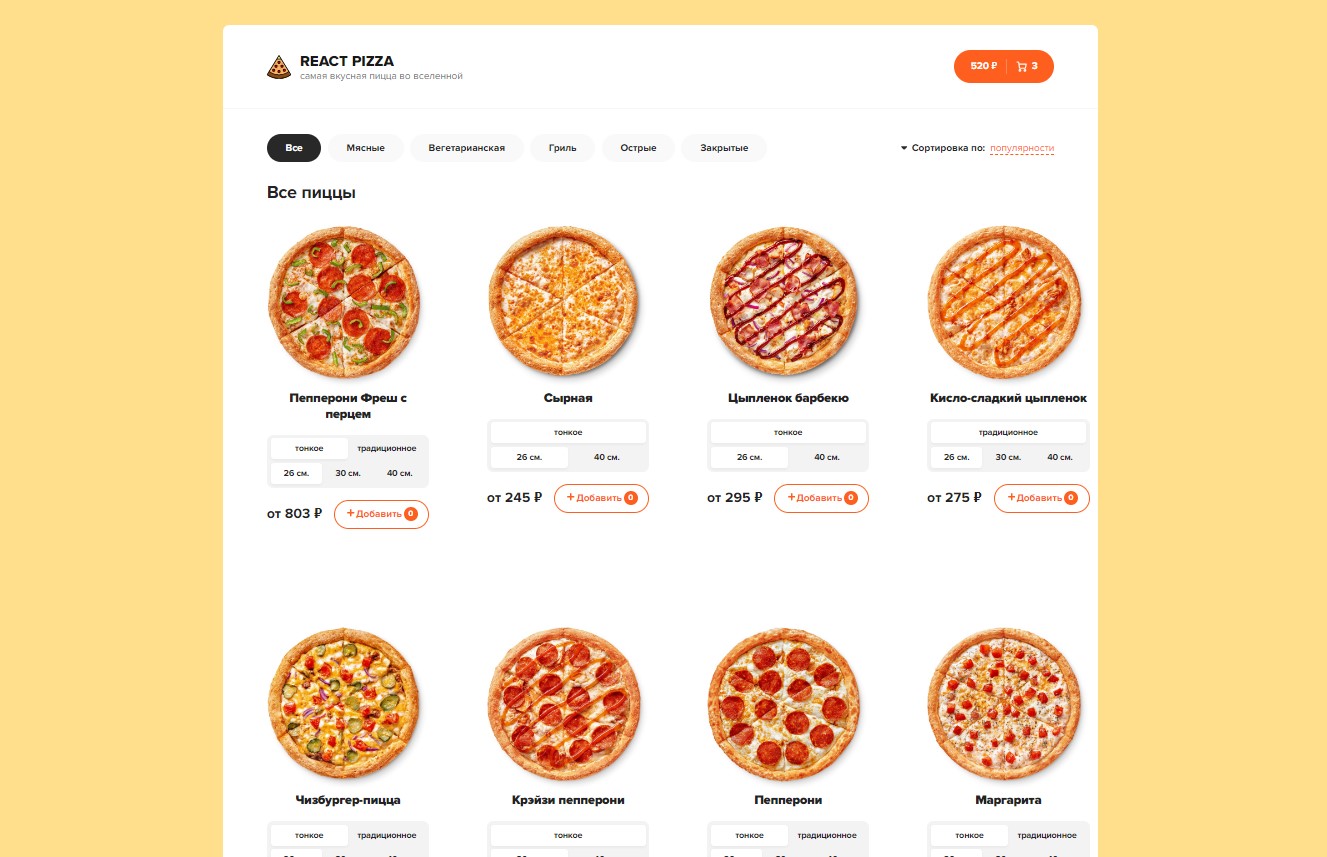 REACT PIZZA
самая вкусная пицца во вселенной
520 ₽ 3
Все Мясные Вегетарианская Гриль Острые Закрытые
Сортировка по: популярности
Все пиццы
Пепперони Фреш с
перцем
тонкое традиционное
26 см. 30 см. 40 см.
от 803 ₽ + Добавить 0
Сырная
тонкое
26 см. 40 см.
от 245 ₽ + Добавить 0
Цыпленок барбекю
тонкое
26 см. 40 см.
от 295 ₽ + Добавить 0
Кисло-сладкий цыпленок
традиционное
26 см. 30 см. 40 см.
от 275 ₽ + Добавить 0
Чизбургер-пицца
тонкое традиционное
Крэйзи пепперони
тонкое
Пепперони
тонкое традиционное
Маргарита
тонкое традиционное